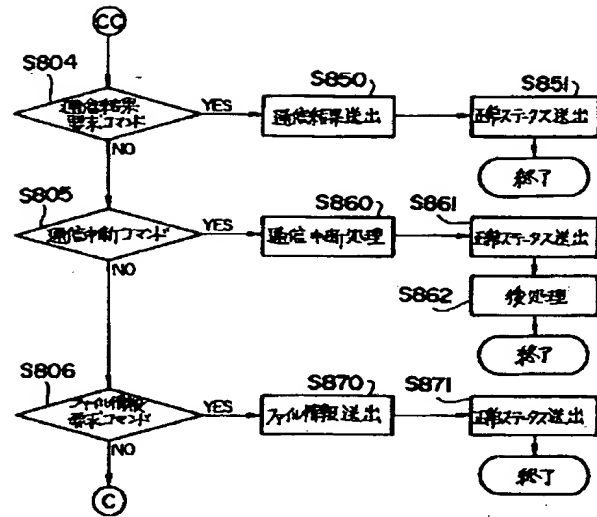 CC
S804
通信結果
要求コマンド
YES
NO
S850
通信結果送出
S851
正常ステータス送出
終了
S805
通信中断コマンド
YES
NO
S860
通信中断処理
S861
正常ステータス送出
S862
後処理
終了
S806
ファイル情報
要求コマンド
YES
NO
S870
ファイル情報送出
S871
正常ステータス送出
終了
C